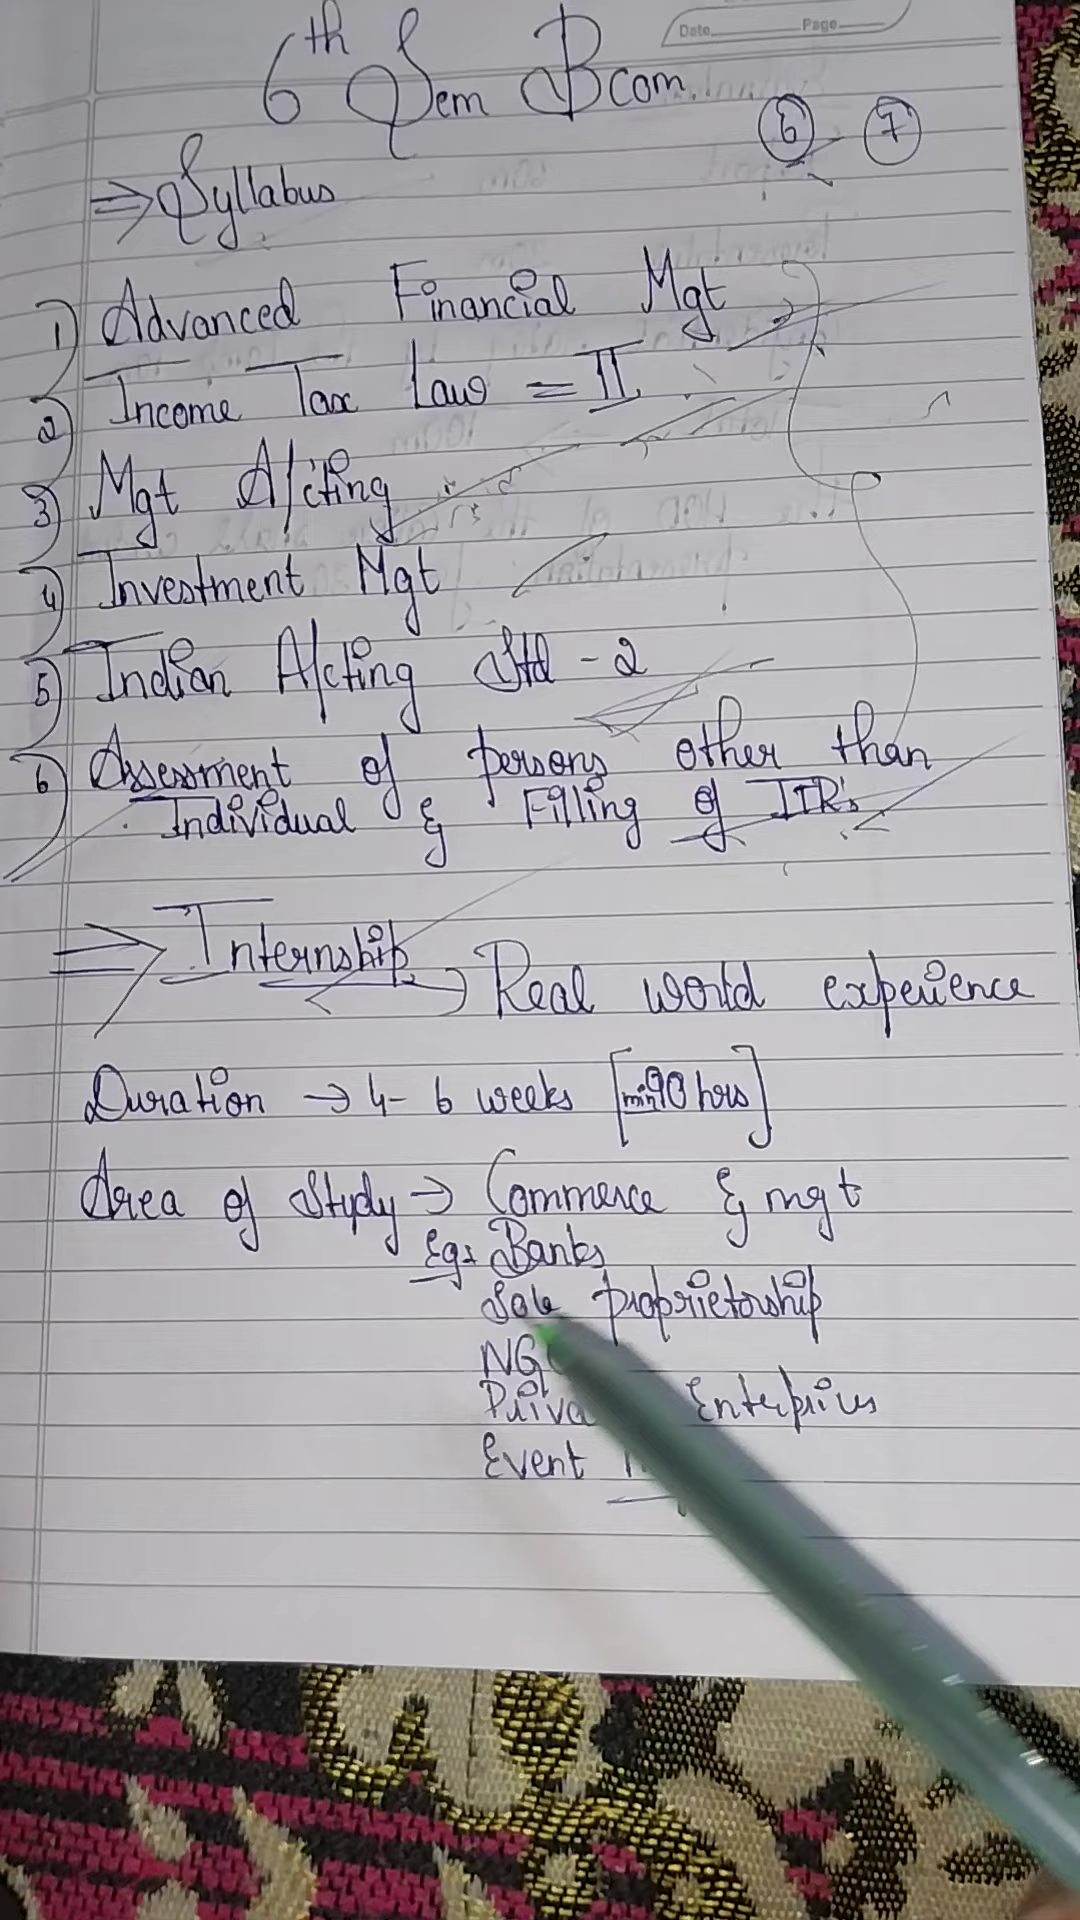 Date Page
6th Sem Bcom
6 7
⇒ Syllabus
1) Advanced Financial Mgt
2) Income Tax Law = II
3) Mgt A/cting
4) Investment Mgt
5) Indian A/cting Std - 2
6) Assessment of persons other than
Individual & Filling of ITR's
⇒ Internship → Real world experience
Duration → 4 - 6 weeks [min 90 hrs]
Area of Study → Commerce & mgt
Eg: Banks
Sole proprietorship
Enterprises
Event